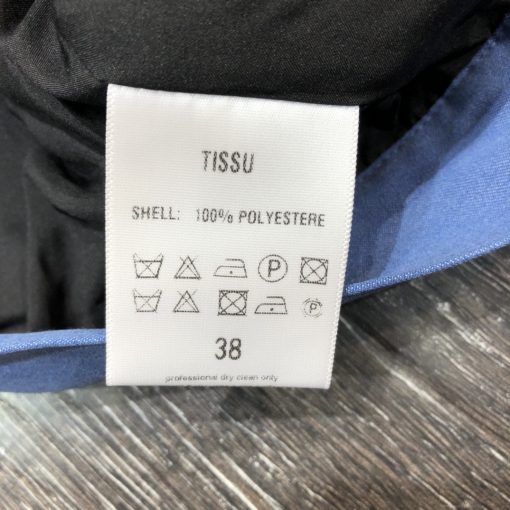 TISSU
SHELL: 100% POLYESTERE
P
P
38
professional dry clean only